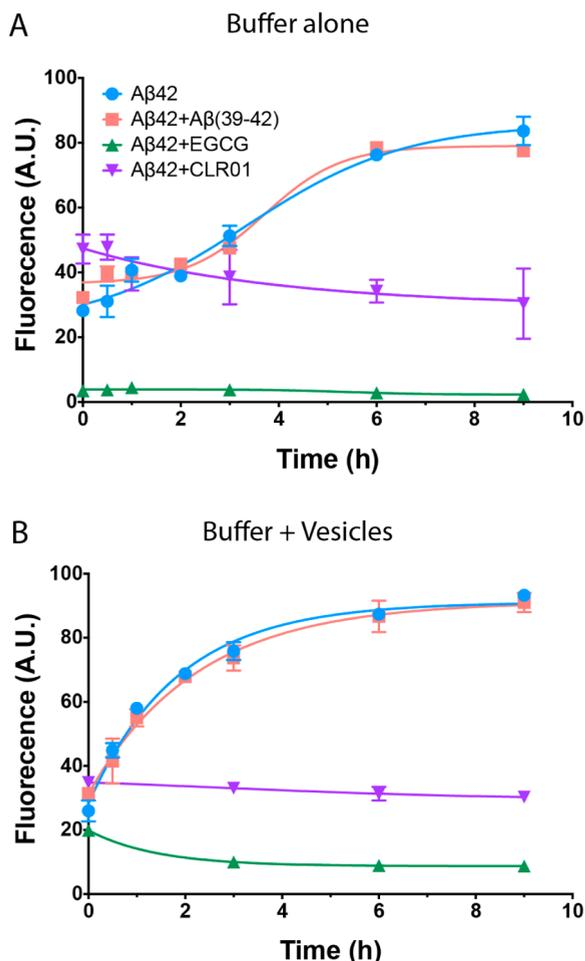 A
Buffer alone
Fluorecence (A.U.)
100
80
60
40
20
0
Aβ42
Aβ42+Aβ(39-42)
Aβ42+EGCG
Aβ42+CLR01
0 2 4 6 8 10
Time (h)
B
Buffer + Vesicles
Fluorecence (A.U.)
100
80
60
40
20
0
0 2 4 6 8 10
Time (h)